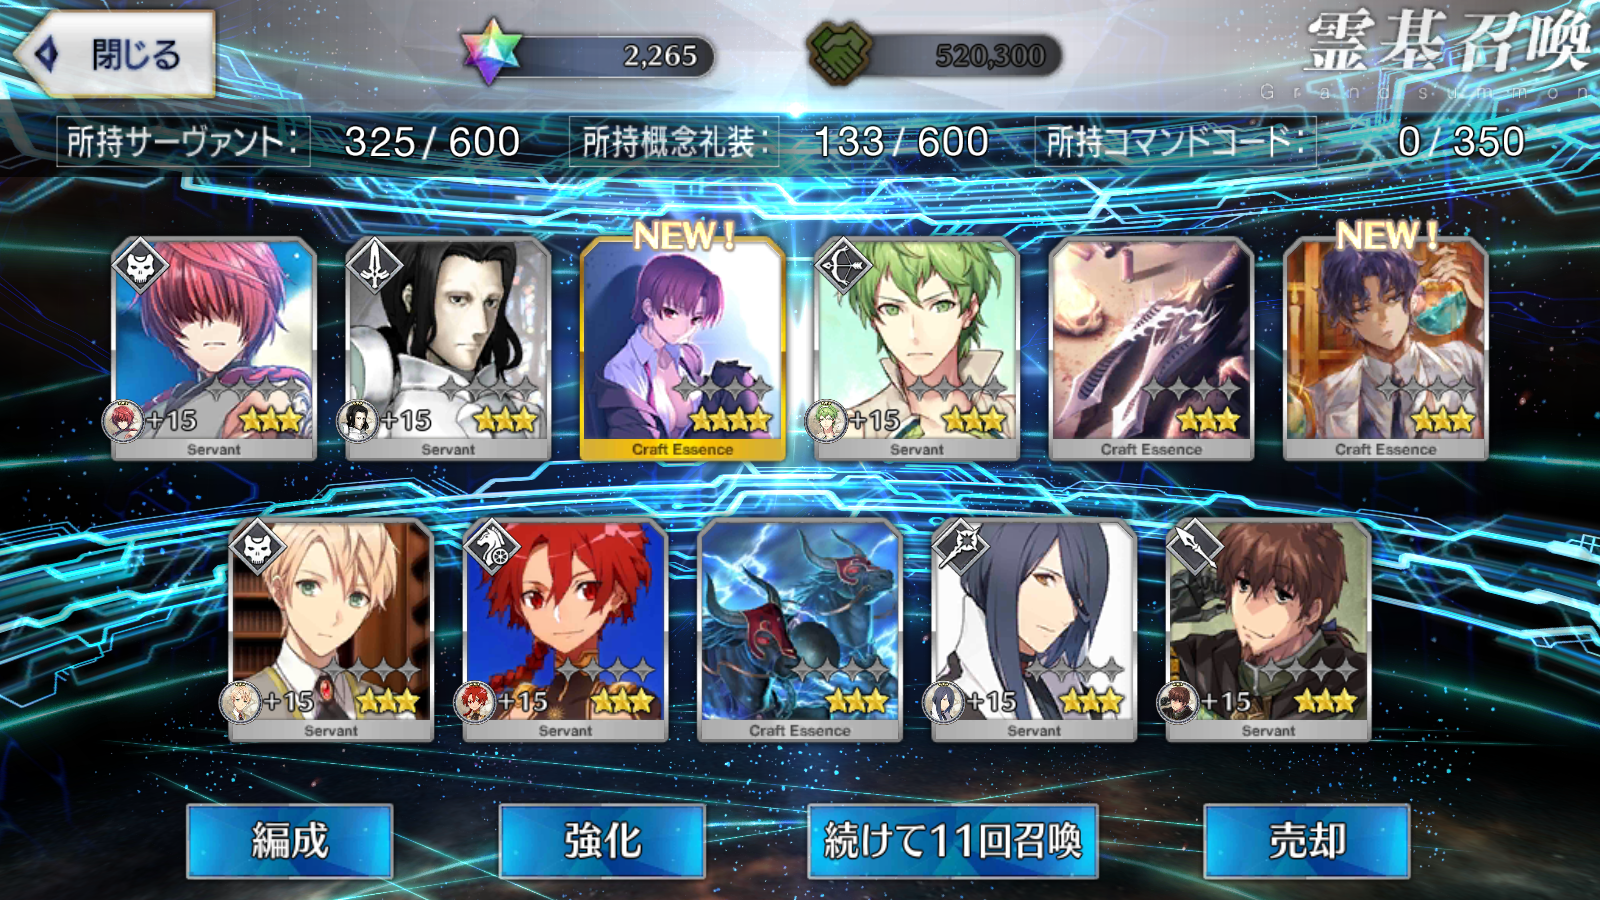 閉じる
2,265
520,300
霊基召喚
Grand summon
所持サーヴァント:
325/600
所持概念礼装:
133/600
所持コマンドコード:
0/350
NEW!
NEW!
+15
+15
+15
Servant
Servant
Craft Essence
Servant
Craft Essence
Craft Essence
+15
+15
+15
+15
Servant
Servant
Craft Essence
Servant
Servant
編成
強化
続けて11回召喚
売却